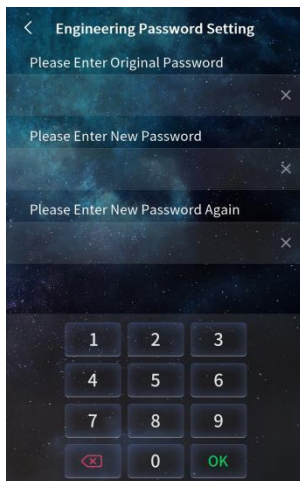 Engineering Password Setting
Please Enter Original Password
Please Enter New Password
Please Enter New Password Again
1 2 3
4 5 6
7 8 9
0 OK